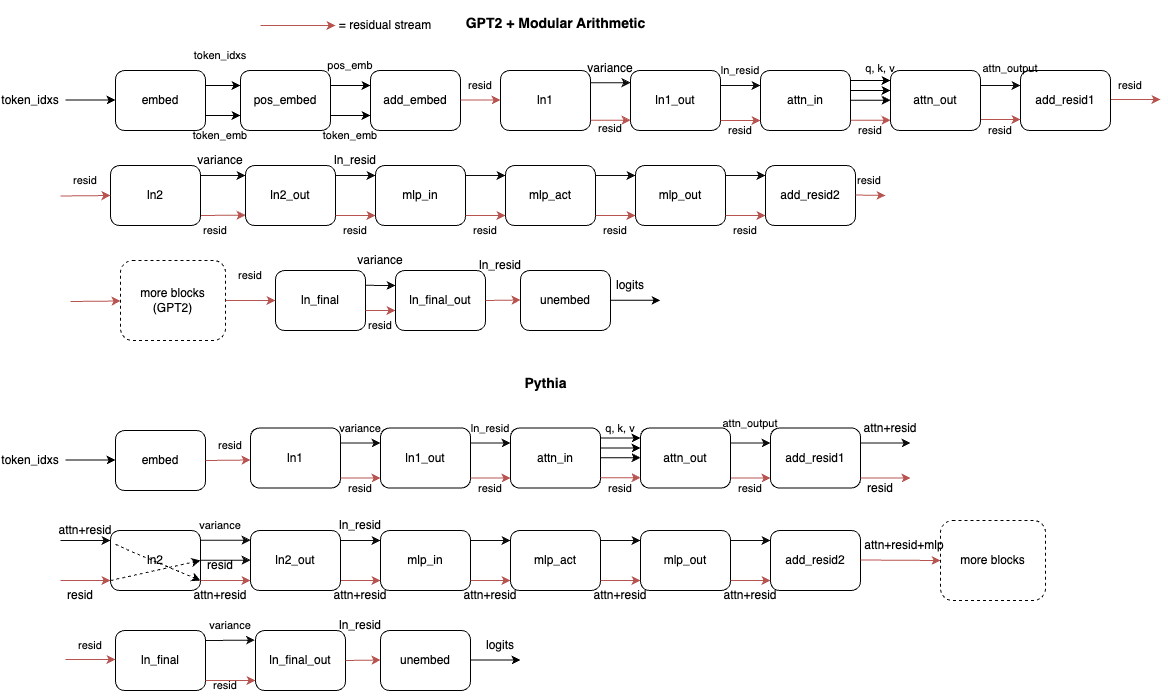 GPT2 + Modular Arithmetic
= residual stream
token_idxs
pos_emb
variance
ln_resid
q, k, v
attn_output
resid
resid
token_idxs
embed
pos_embed
add_embed
ln1
ln1_out
attn_in
attn_out
add_resid1
token_emb
token_emb
resid
resid
resid
resid
variance
ln_resid
resid
resid
ln2
ln2_out
mlp_in
mlp_act
mlp_out
add_resid2
resid
resid
resid
resid
resid
variance
ln_resid
resid
logits
more blocks
(GPT2)
ln_final
ln_final_out
unembed
resid
Pythia
variance
ln_resid
q, k, v
attn_output
attn+resid
resid
token_idxs
embed
ln1
ln1_out
attn_in
attn_out
add_resid1
resid
resid
resid
resid
resid
attn+resid
variance
ln_resid
attn+resid+mlp
ln2
resid
ln2_out
mlp_in
mlp_act
mlp_out
add_resid2
more blocks
resid
attn+resid
attn+resid
attn+resid
attn+resid
attn+resid
variance
ln_resid
resid
logits
ln_final
ln_final_out
unembed
resid